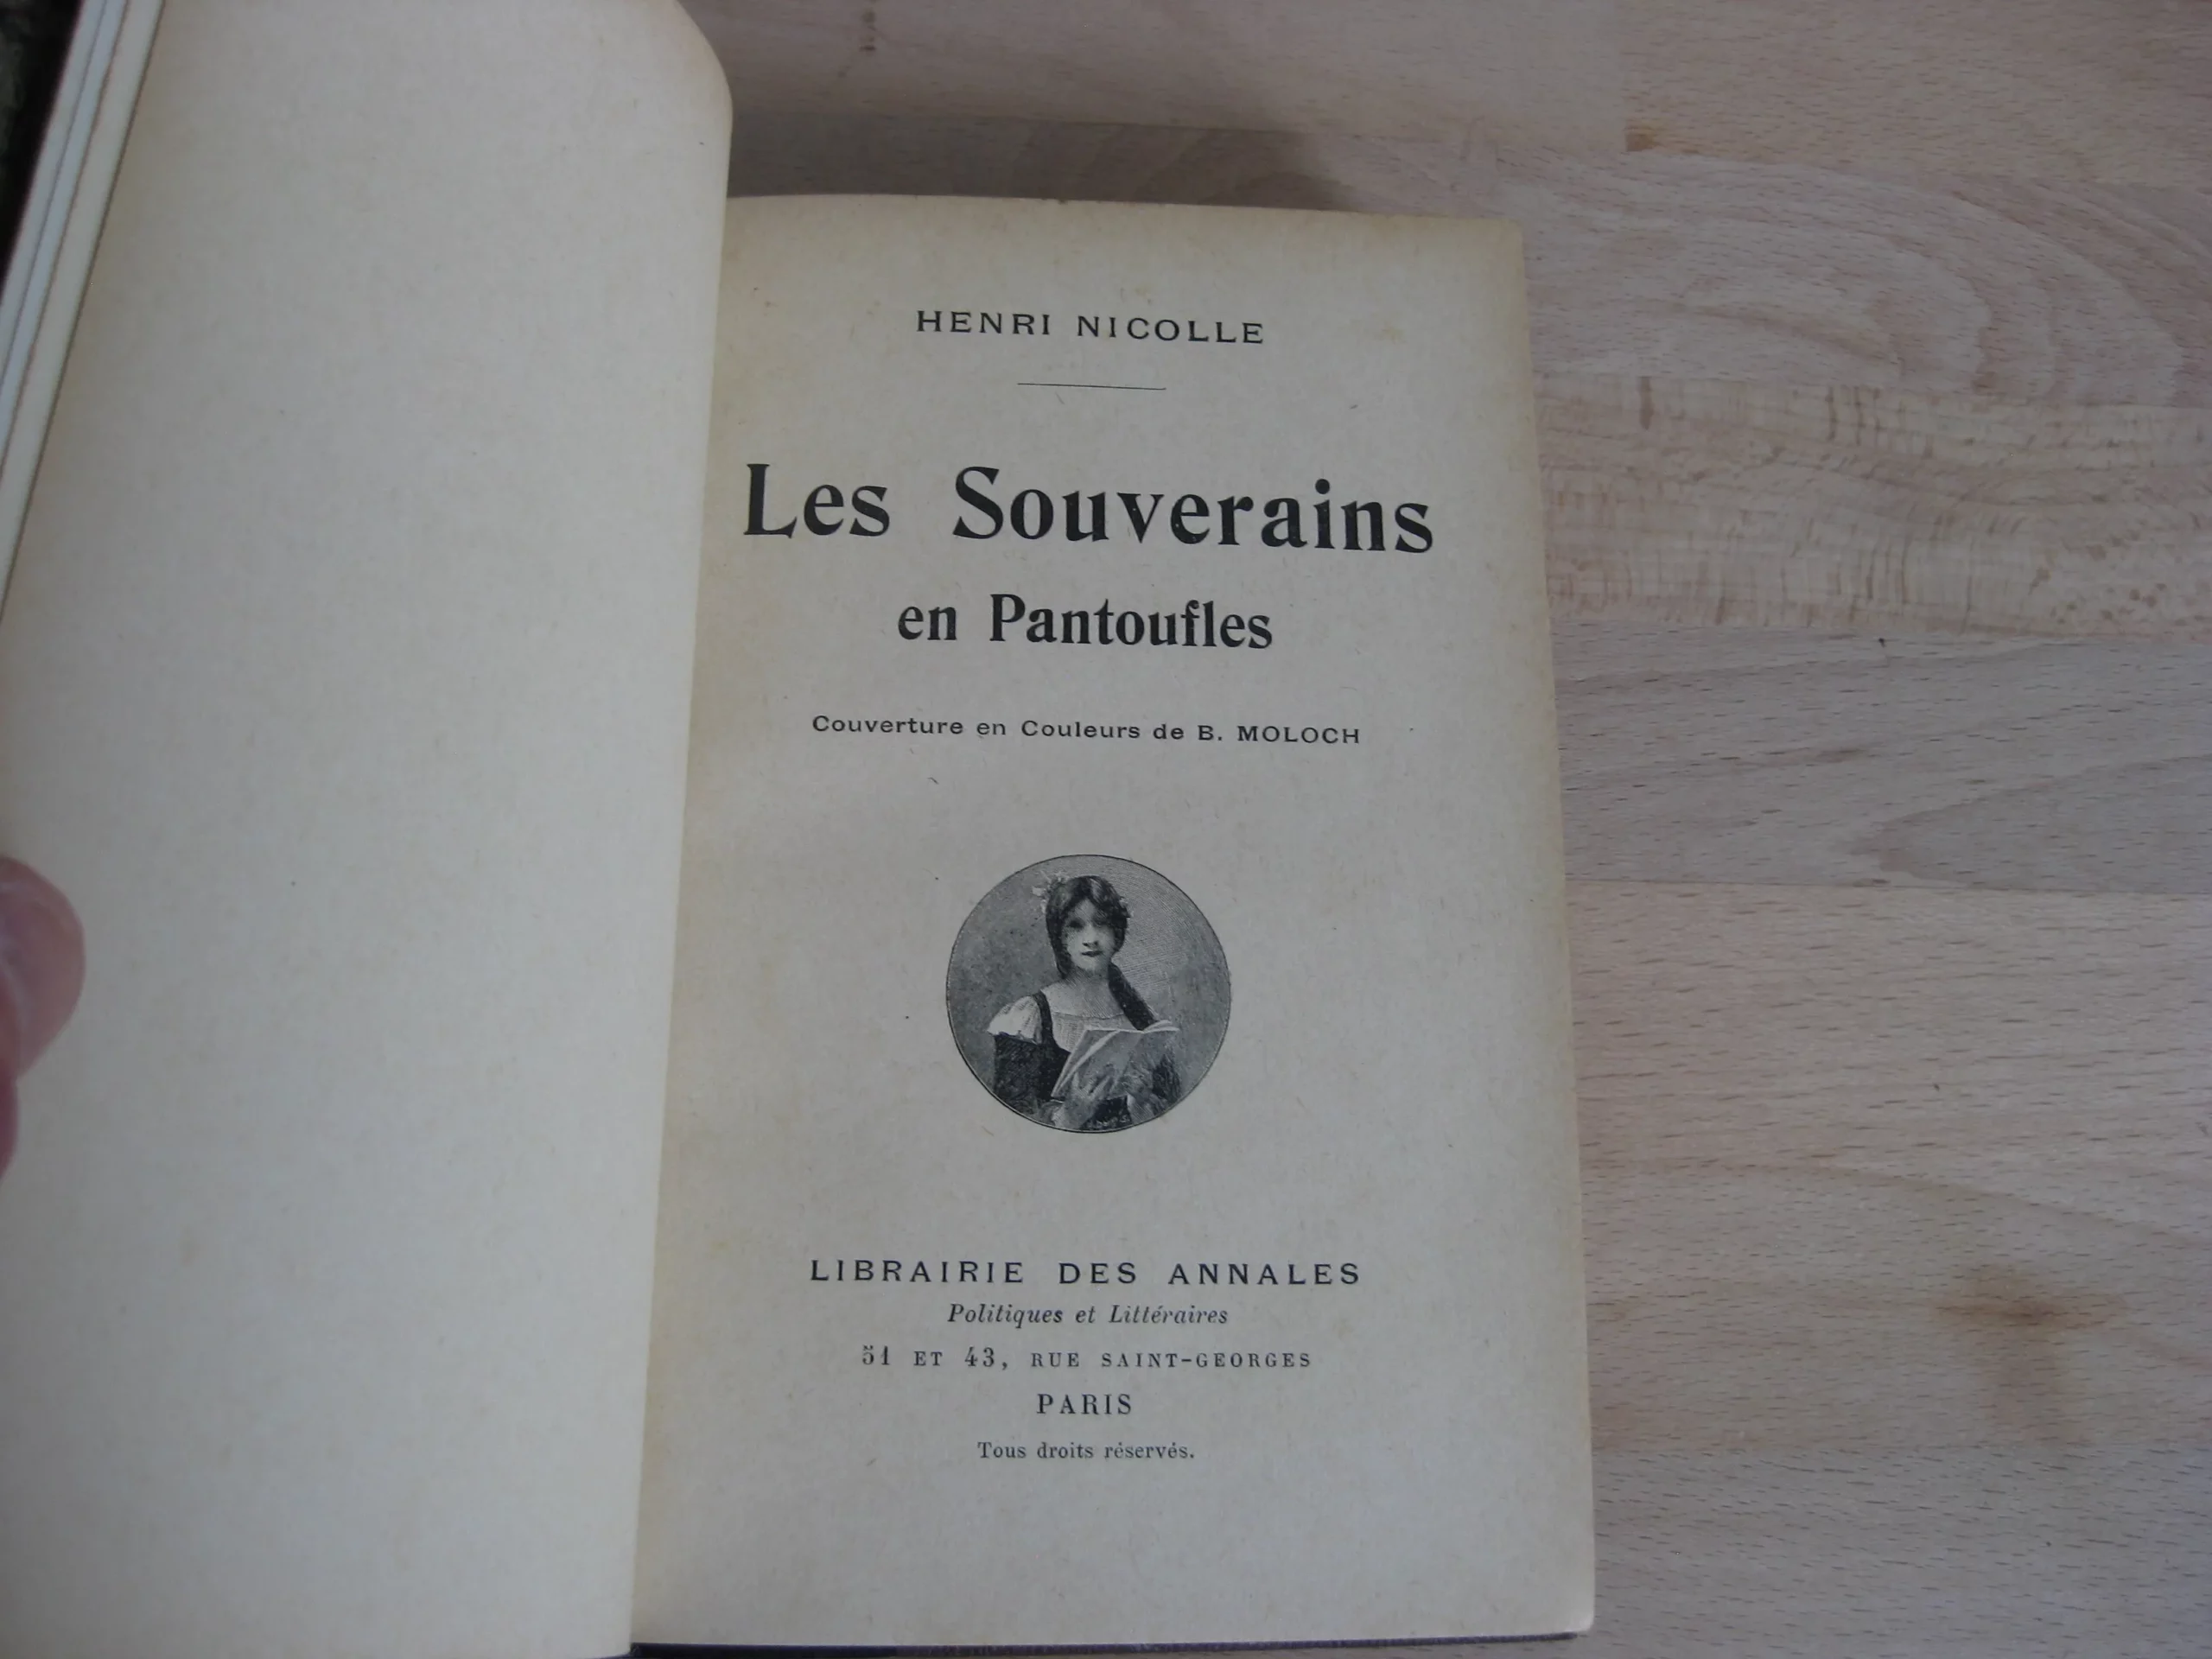 HENRI NICOLLE
Les Souverains
en Pantoufles
Couverture en Couleurs de B. MOLOCH
LIBRAIRIE DES ANNALES
Politiques et Littéraires
51 ET 43, RUE SAINT-GEORGES
PARIS
Tous droits réservés.